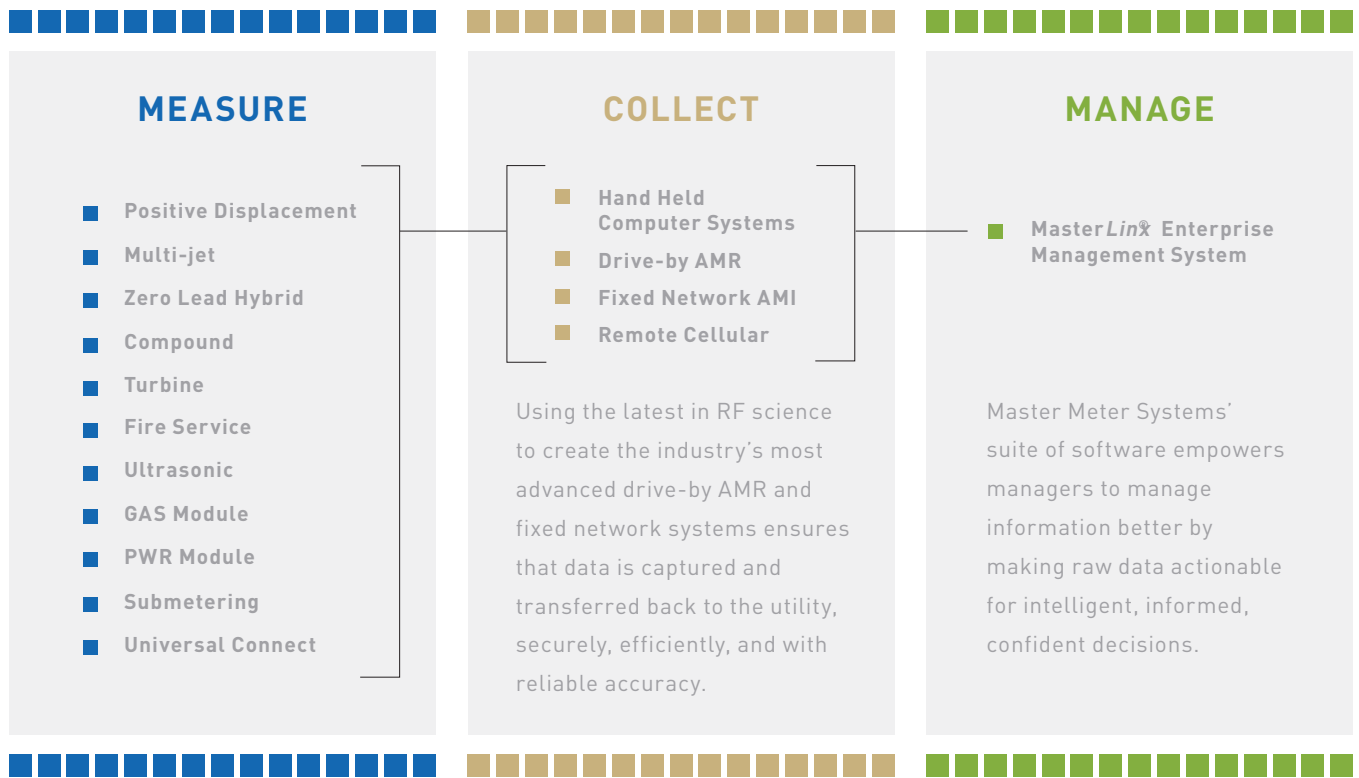 MEASURE
Positive Displacement
Multi-jet
Zero Lead Hybrid
Compound
Turbine
Fire Service
Ultrasonic
GAS Module
PWR Module
Submetering
Universal Connect
COLLECT
Hand Held
Computer Systems
Drive-by AMR
Fixed Network AMI
Remote Cellular
Using the latest in RF science
to create the industry’s most
advanced drive-by AMR and
fixed network systems ensures
that data is captured and
transferred back to the utility,
securely, efficiently, and with
reliable accuracy.
MANAGE
MasterLink® Enterprise
Management System
Master Meter Systems’
suite of software empowers
managers to manage
information better by
making raw data actionable
for intelligent, informed,
confident decisions.